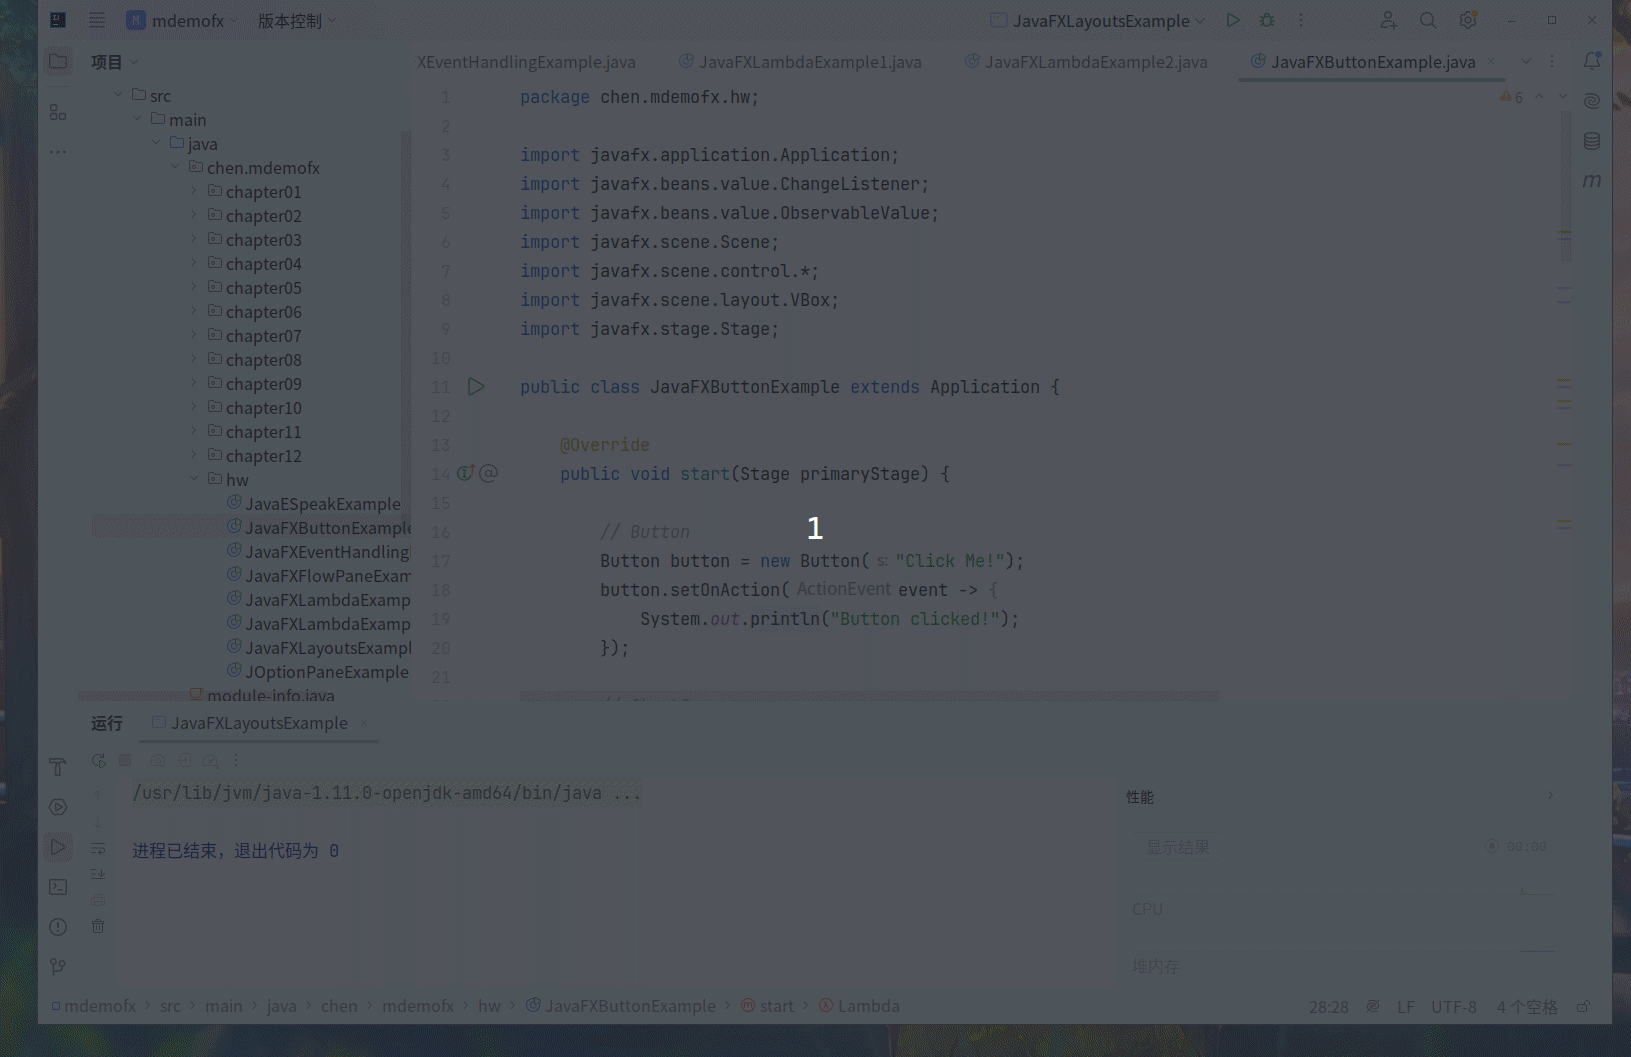 M mdemofx 版本控制 JavaFXLayoutsExample
项目
XEventHandlingExample.java JavaFXLambdaExample1.java JavaFXLambdaExample2.java JavaFXButtonExample.java
src
main
java
chen.mdemofx
chapter01
chapter02
chapter03
chapter04
chapter05
chapter06
chapter07
chapter08
chapter09
chapter10
chapter11
chapter12
hw
JavaESpeakExample
JavaFXButtonExample
JavaFXEventHandling
JavaFXFlowPaneExam
JavaFXLambdaExamp
JavaFXLambdaExamp
JavaFXLayoutsExampl
JOptionPaneExample
module-info.java
6
1 package chen.mdemofx.hw;
2
3 import javafx.application.Application;
4 import javafx.beans.value.ChangeListener;
5 import javafx.beans.value.ObservableValue;
6 import javafx.scene.Scene;
7 import javafx.scene.control.*;
8 import javafx.scene.layout.VBox;
9 import javafx.stage.Stage;
10
11 public class JavaFXButtonExample extends Application {
12
13 @Override
14 public void start(Stage primaryStage) {
15
16 // Button
17 Button button = new Button( s: "Click Me!");
18 button.setOnAction( ActionEvent event -> {
19 System.out.println("Button clicked!");
20 });
21
1
m
运行 JavaFXLayoutsExample
/usr/lib/jvm/java-1.11.0-openjdk-amd64/bin/java ...
进程已结束，退出代码为 0
性能
显示结果 00:00
CPU
堆内存
mdemofx > src > main > java > chen > mdemofx > hw > JavaFXButtonExample > start > Lambda
28:28 LF UTF-8 4 个空格